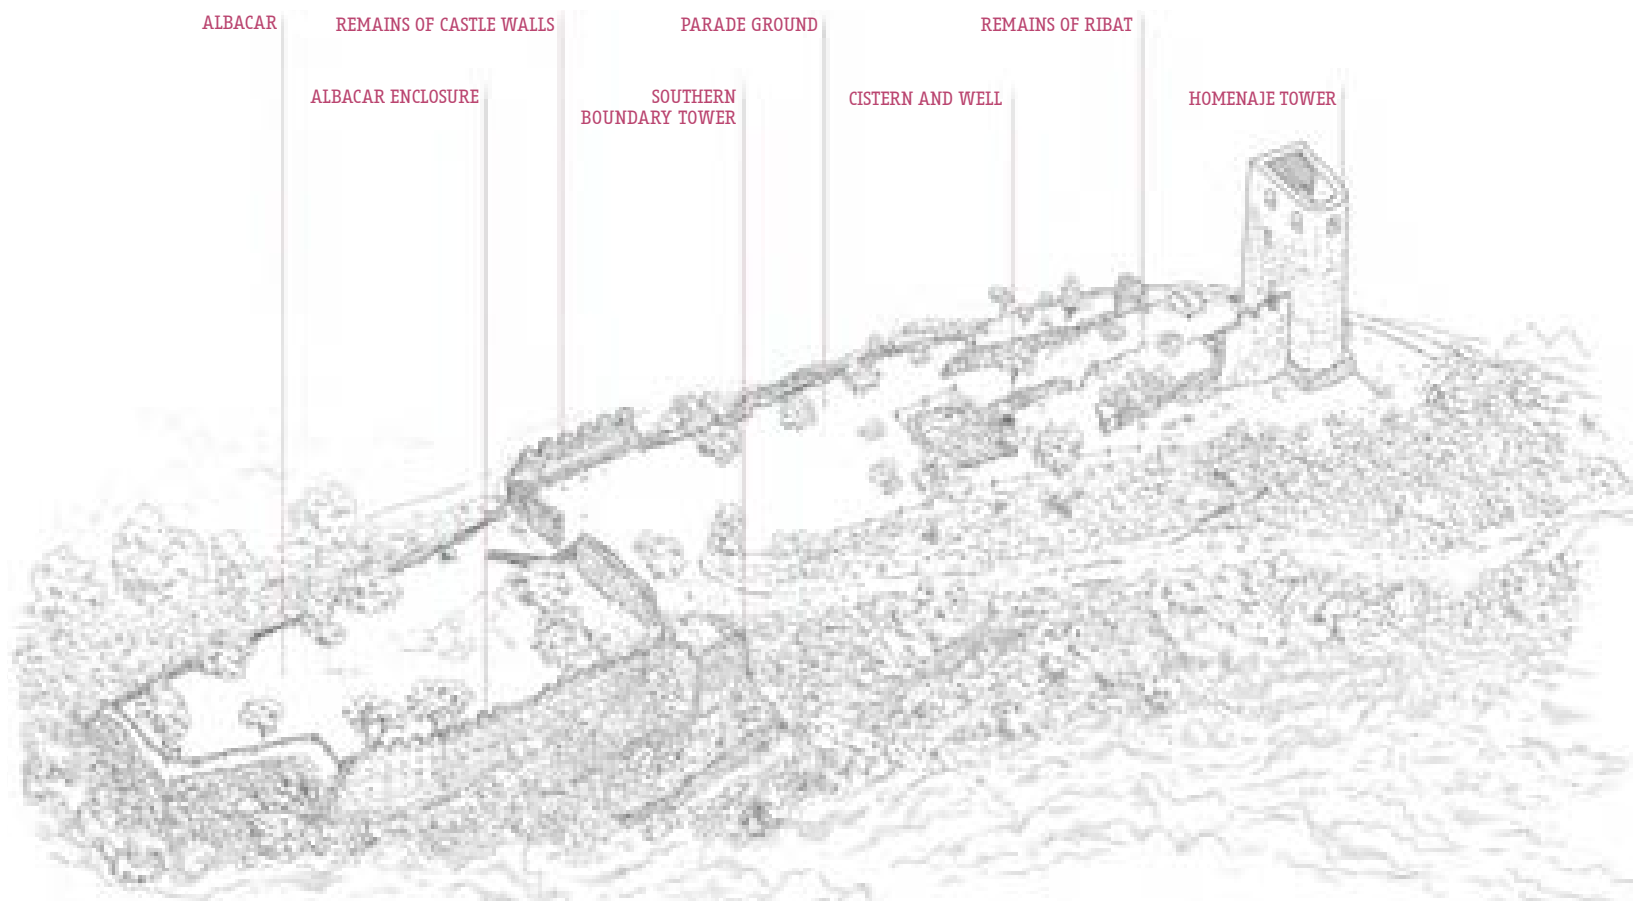 ALBACAR
REMAINS OF CASTLE WALLS
PARADE GROUND
REMAINS OF RIBAT
ALBACAR ENCLOSURE
SOUTHERN
BOUNDARY TOWER
CISTERN AND WELL
HOMENAJE TOWER